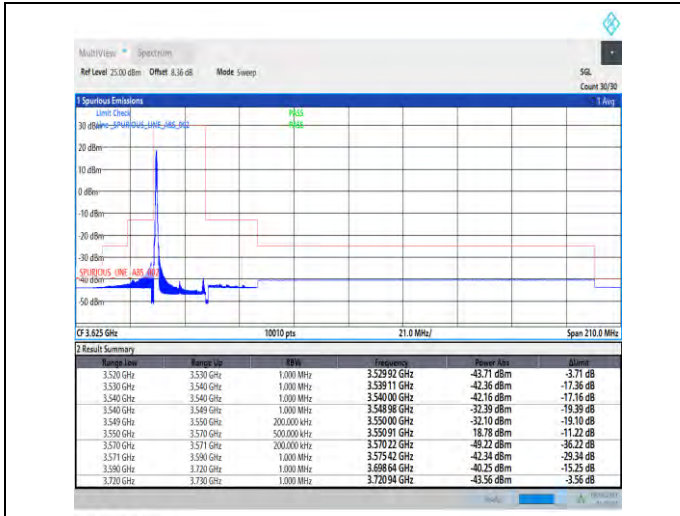 MultiView Spectrum
Ref Level 25.00 dBm Offset 8.36 dB Mode Sweep SGL
Count 30/30
1 Spurious Emissions 1 Avg
Limit Check PASS
30 dBm Line _SPURIOUS_LINE_ABS_002 PASS
20 dBm
10 dBm
0 dBm
-10 dBm
-20 dBm
-30 dBm
_SPURIOUS_LINE_ABS_002
-40 dBm
-50 dBm
CF 3.625 GHz 10010 pts 21.0 MHz/ Span 210.0 MHz
2 Result Summary
Range Low Range Up RBW Frequency Power Abs ΔLimit
3.520 GHz 3.530 GHz 1.000 MHz 3.529 92 GHz -43.71 dBm -3.71 dB
3.530 GHz 3.540 GHz 1.000 MHz 3.539 11 GHz -42.36 dBm -17.36 dB
3.540 GHz 3.540 GHz 1.000 MHz 3.540 00 GHz -42.16 dBm -17.16 dB
3.540 GHz 3.549 GHz 1.000 MHz 3.548 98 GHz -32.39 dBm -19.39 dB
3.549 GHz 3.550 GHz 200.000 kHz 3.550 00 GHz -32.10 dBm -19.10 dB
3.550 GHz 3.570 GHz 500.000 kHz 3.550 91 GHz 18.78 dBm -11.22 dB
3.570 GHz 3.571 GHz 200.000 kHz 3.570 22 GHz -49.22 dBm -36.22 dB
3.571 GHz 3.590 GHz 1.000 MHz 3.575 42 GHz -42.34 dBm -29.34 dB
3.590 GHz 3.720 GHz 1.000 MHz 3.698 64 GHz -40.25 dBm -15.25 dB
3.720 GHz 3.730 GHz 1.000 MHz 3.720 94 GHz -43.56 dBm -3.56 dB